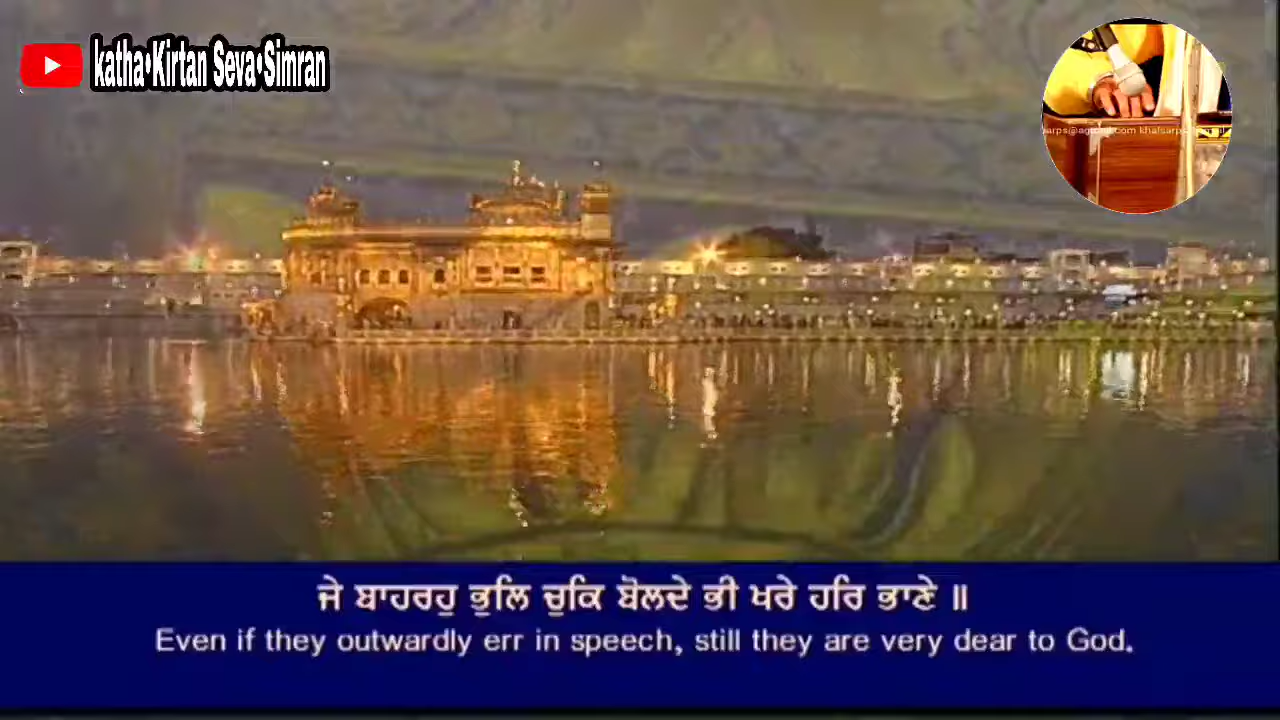 katha•Kirtan Seva•Simran
ਜੇ ਬਾਹਰਹੁ ਭੁਲਿ ਚੁਕਿ ਬੋਲਦੇ ਭੀ ਖਰੇ ਹਰਿ ਭਾਣੇ ॥
Even if they outwardly err in speech, still they are very dear to God.